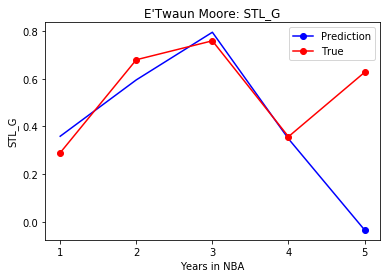 E'Twaun Moore: STL_G
Prediction
True
STL_G
0.8
0.6
0.4
0.2
0.0
1 2 3 4 5
Years in NBA